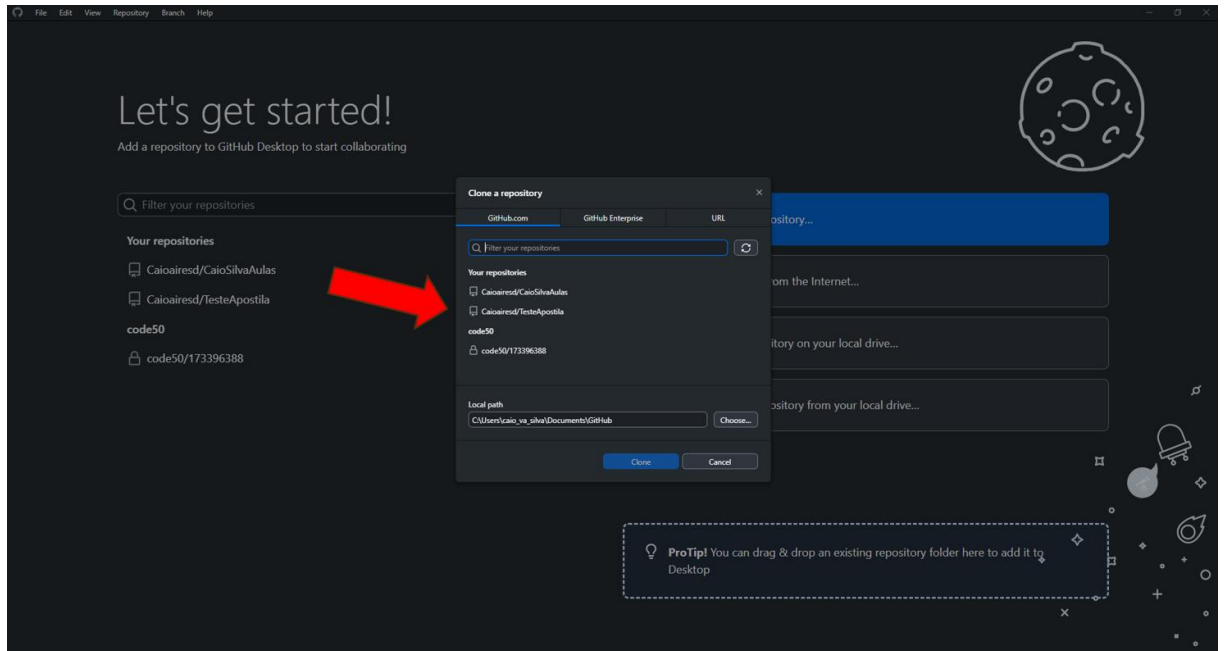 File Edit View Repository Branch Help
Let's get started!
Add a repository to GitHub Desktop to start collaborating
Filter your repositories
Your repositories
Caioairesd/CaioSilvaAulas
Caioairesd/TesteApostila
code50
code50/173396388
Clone a repository
GitHub.com GitHub Enterprise URL
Filter your repositories
Your repositories
Caioairesd/CaioSilvaAulas
Caioairesd/TesteApostila
code50
code50/173396388
Local path
C:\Users\caio_va_silva\Documents\GitHub
Choose...
Clone Cancel
ository...
om the Internet...
itory on your local drive...
ository from your local drive...
ProTip! You can drag & drop an existing repository folder here to add it to
Desktop